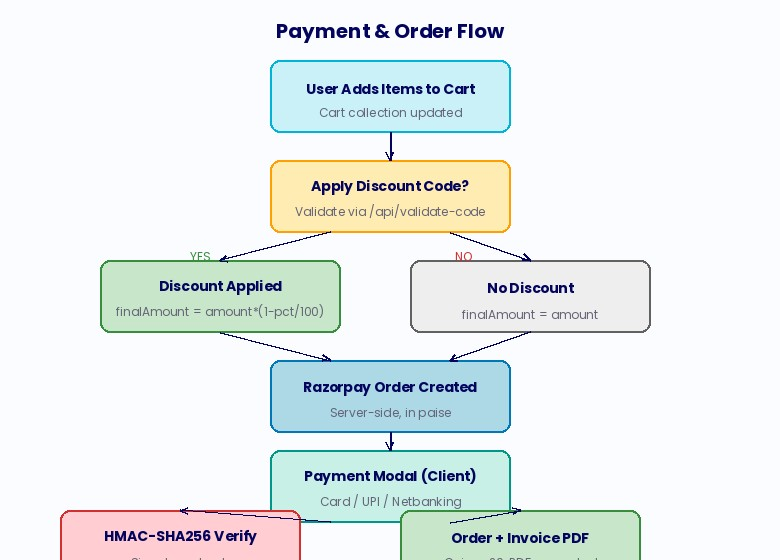 Payment & Order Flow
User Adds Items to Cart
Cart collection updated
Apply Discount Code?
Validate via /api/validate-code
YES
NO
Discount Applied
finalAmount = amount*(1-pct/100)
No Discount
finalAmount = amount
Razorpay Order Created
Server-side, in paise
Payment Modal (Client)
Card / UPI / Netbanking
HMAC-SHA256 Verify
Order + Invoice PDF